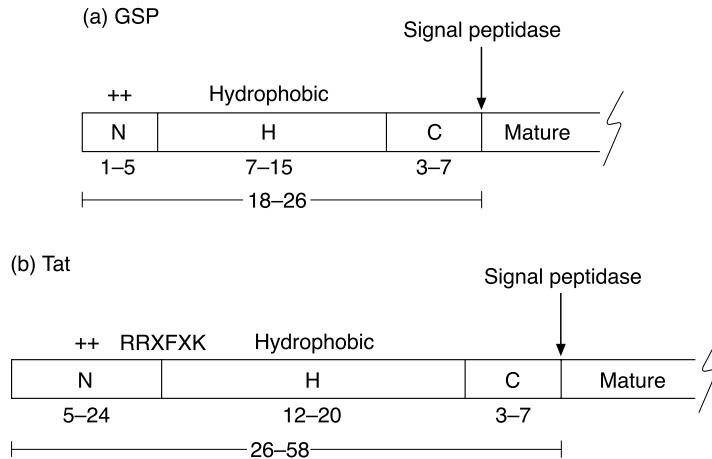 (a) GSP
Signal peptidase
++ Hydrophobic
N H C Mature
1–5 7–15 3–7
18–26
(b) Tat
Signal peptidase
++ RRXFXK Hydrophobic
N H C Mature
5–24 12–20 3–7
26–58